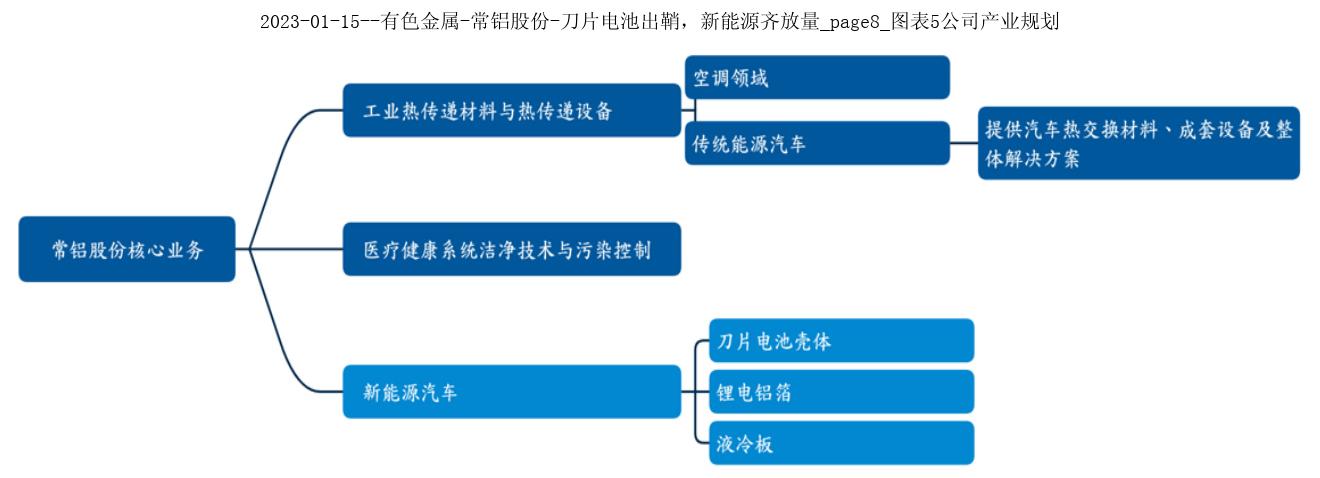 2023-01-15--有色金属-常铝股份-刀片电池出鞘，新能源齐放量_page8_图表5公司产业规划
空调领域
工业热传递材料与热传递设备
传统能源汽车
提供汽车热交换材料、成套设备及整
体解决方案
常铝股份核心业务
医疗健康系统洁净技术与污染控制
刀片电池壳体
新能源汽车
锂电铝箔
液冷板